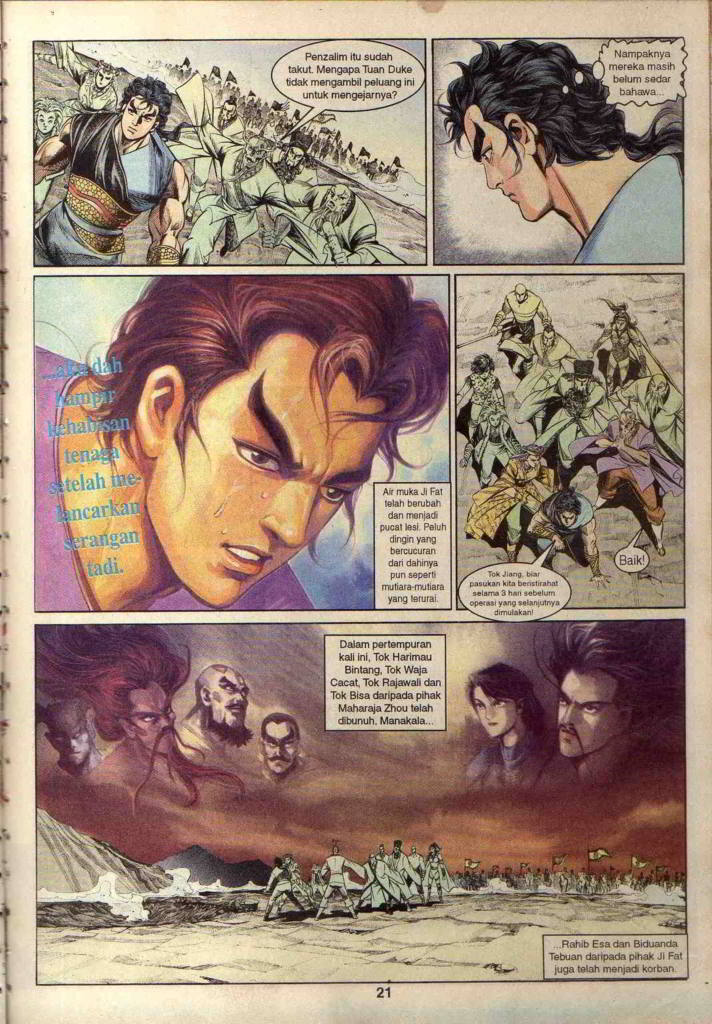 Penzalim itu sudah
takut. Mengapa Tuan Duke
tidak mengambil peluang ini
untuk mengejarnya?
Nampaknya
mereka masih
belum sedar
bahawa...
...aku dah
hampir
kehabisan
tenaga
setelah me-
lancarkan
serangan
tadi.
Air muka Ji Fat
telah berubah
dan menjadi
pucat lesi. Peluh
dingin yang
bercucuran
dari dahinya
pun seperti
mutiara-mutiara
yang terurai.
Tok Jiang, biar
pasukan kita beristirahat
selama 3 hari sebelum
operasi yang selanjutnya
dimulakan!
Baik!
Dalam pertempuran
kali ini, Tok Harimau
Bintang, Tok Waja
Cacat, Tok Rajawali dan
Tok Bisa daripada pihak
Maharaja Zhou telah
dibunuh. Manakala...
...Rahib Esa dan Biduanda
Tebuan daripada pihak Ji Fat
juga telah menjadi korban.
21